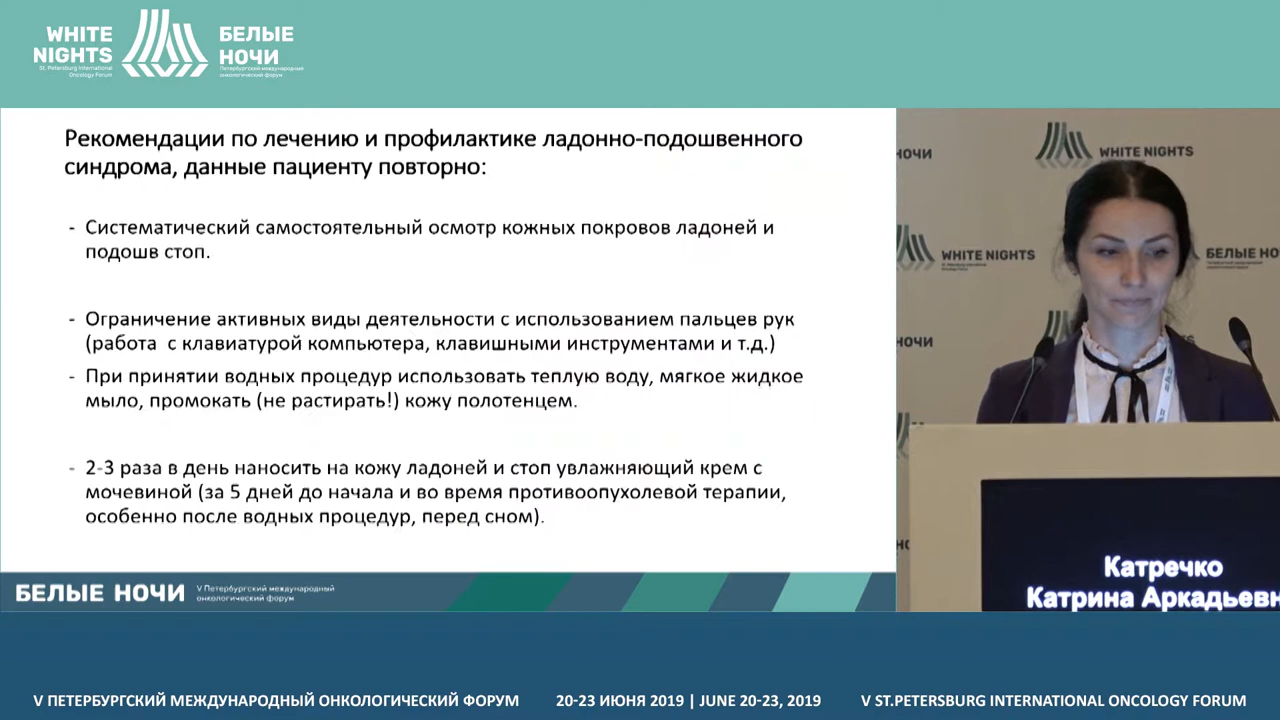 WHITE
NIGHTS
St. Petersburg International
Oncology Forum
БЕЛЫЕ
НОЧИ
Петербургский международный
онкологический форум
Рекомендации по лечению и профилактике ладонно-подошвенного
синдрома, данные пациенту повторно:
- Систематический самостоятельный осмотр кожных покровов ладоней и
подошв стоп.
- Ограничение активных виды деятельности с использованием пальцев рук
(работа с клавиатурой компьютера, клавишными инструментами и т.д.)
- При принятии водных процедур использовать теплую воду, мягкое жидкое
мыло, промокать (не растирать!) кожу полотенцем.
- 2-3 раза в день наносить на кожу ладоней и стоп увлажняющий крем с
мочевиной (за 5 дней до начала и во время противоопухолевой терапии,
особенно после водных процедур, перед сном).
БЕЛЫЕ НОЧИ
V Петербургский международный
онкологический форум
НОЧИ
WHITE NIGHTS
WHITE NIGHTS
БЕЛЫЕ НО
НОЧИ
Катречко
Катрина Аркадьевн
V ПЕТЕРБУРГСКИЙ МЕЖДУНАРОДНЫЙ ОНКОЛОГИЧЕСКИЙ ФОРУМ
20-23 ИЮНЯ 2019 | JUNE 20-23, 2019
V ST.PETERSBURG INTERNATIONAL ONCOLOGY FORUM